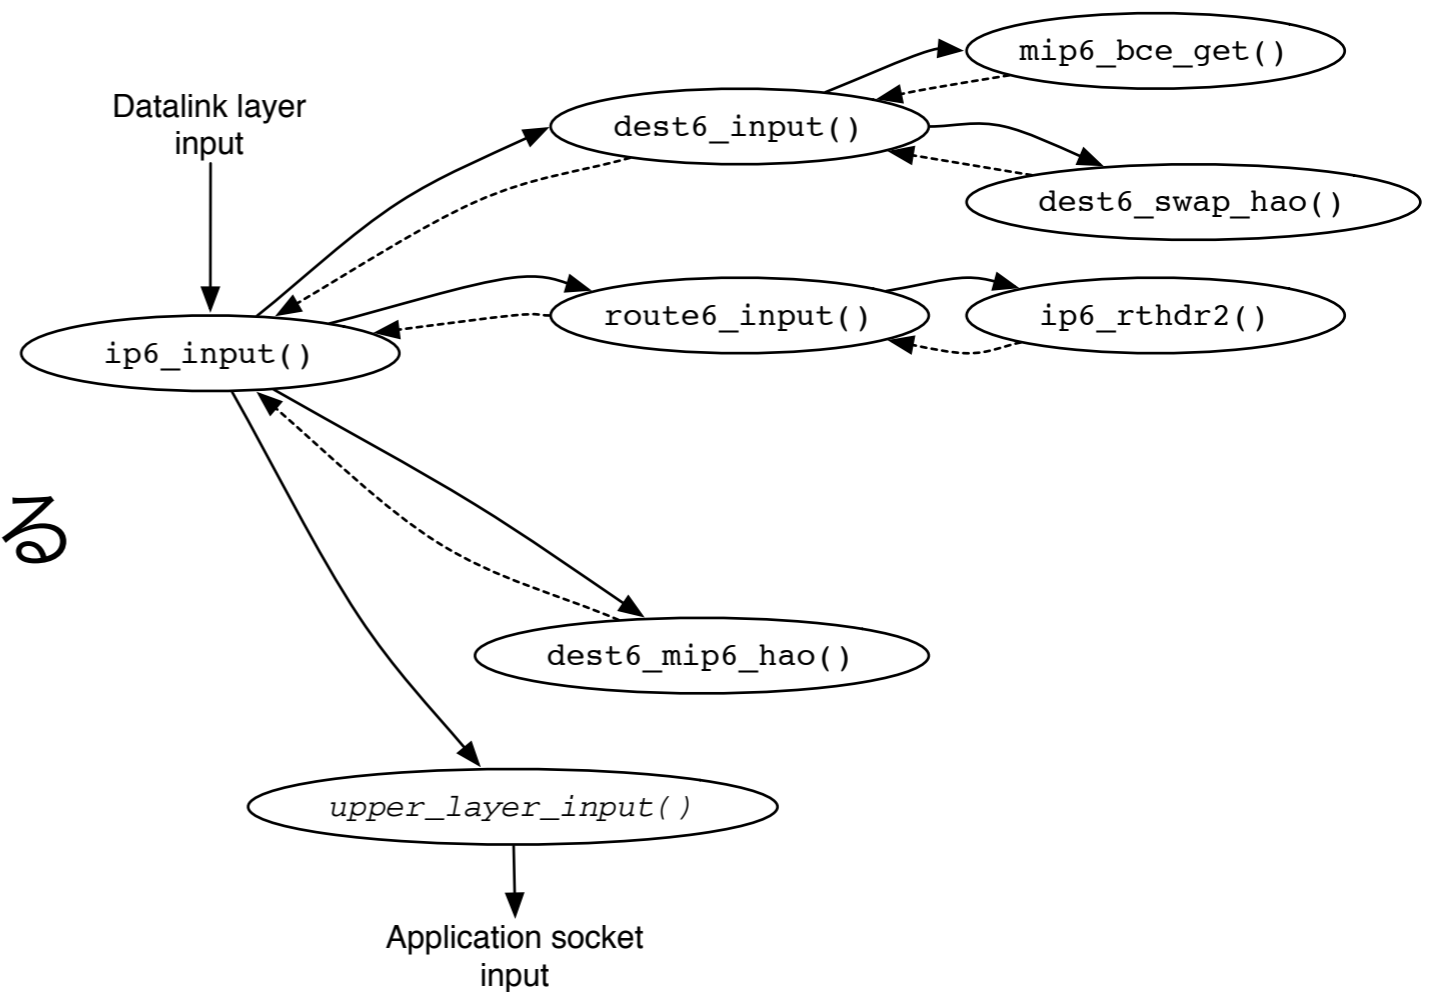 mip6_bce_get()
Datalink layer
input
dest6_input()
dest6_swap_hao()
ip6_input()
route6_input()
ip6_rthdr2()
る
dest6_mip6_hao()
upper_layer_input()
Application socket
input